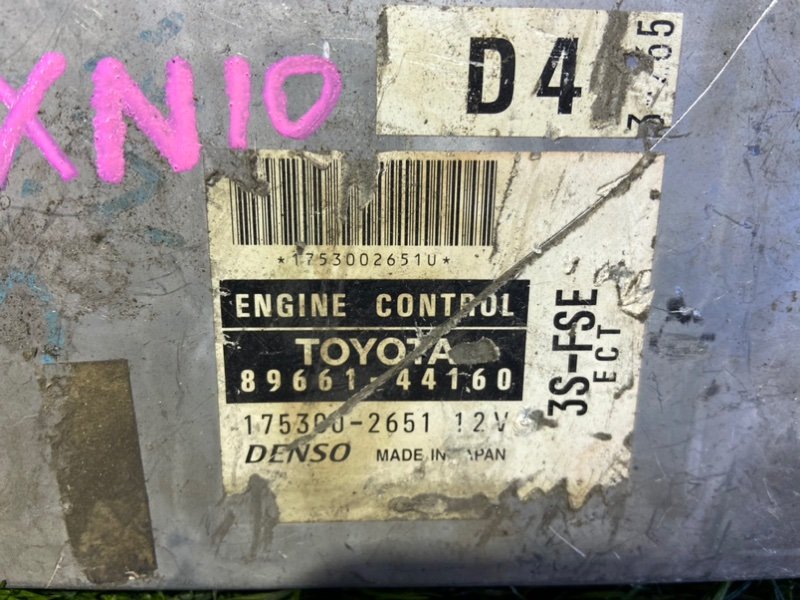 XN10
D4
*1753002651U*
ENGINE CONTROL
TOYOTA
89661-44160
175300-2651 12V
DENSO MADE IN JAPAN
3S-FSE
ECT